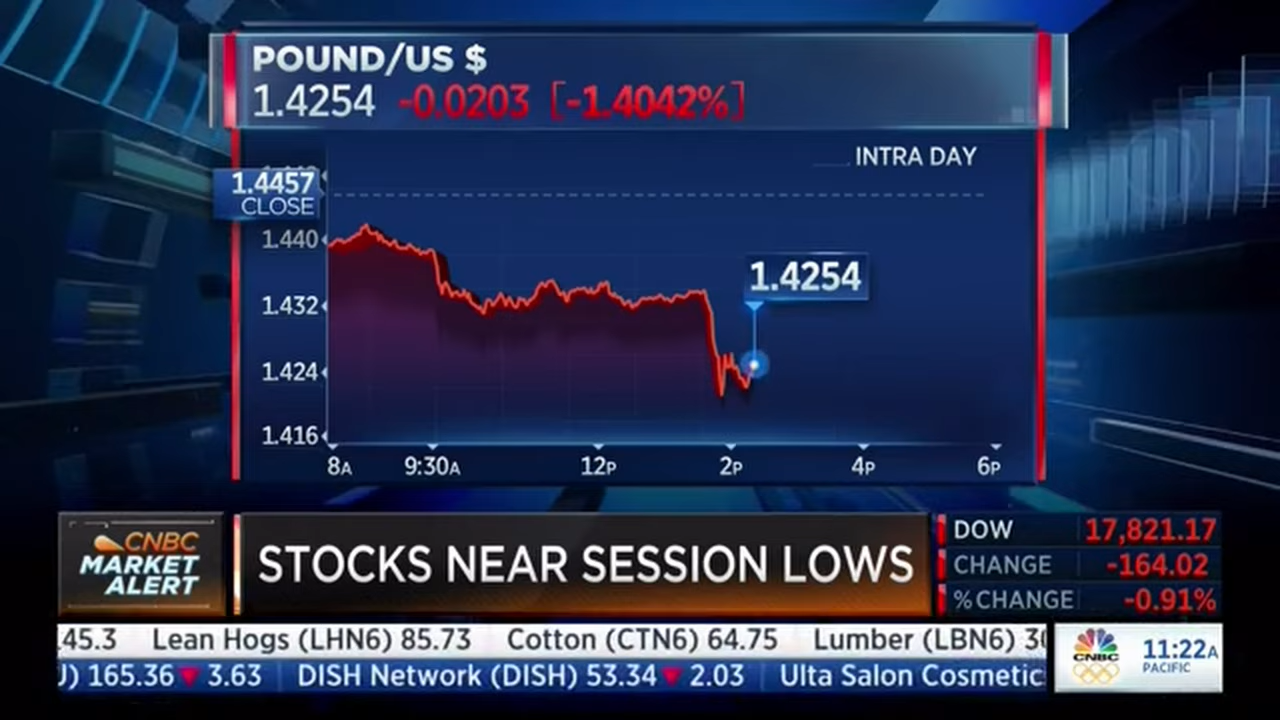 POUND/US $
1.4254 -0.0203 [-1.4042%]
INTRA DAY
1.4457
CLOSE
1.440
1.4254
1.432
1.424
1.416
8A 9:30A 12P 2P 4P 6P
CNBC
MARKET
ALERT
STOCKS NEAR SESSION LOWS
DOW 17,821.17
CHANGE -164.02
% CHANGE -0.91%
45.3 Lean Hogs (LHN6) 85.73 Cotton (CTN6) 64.75 Lumber (LBN6) 30
) 165.36 ▼ 3.63 DISH Network (DISH) 53.34 ▼ 2.03 Ulta Salon Cosmetic
CNBC
11:22A
PACIFIC